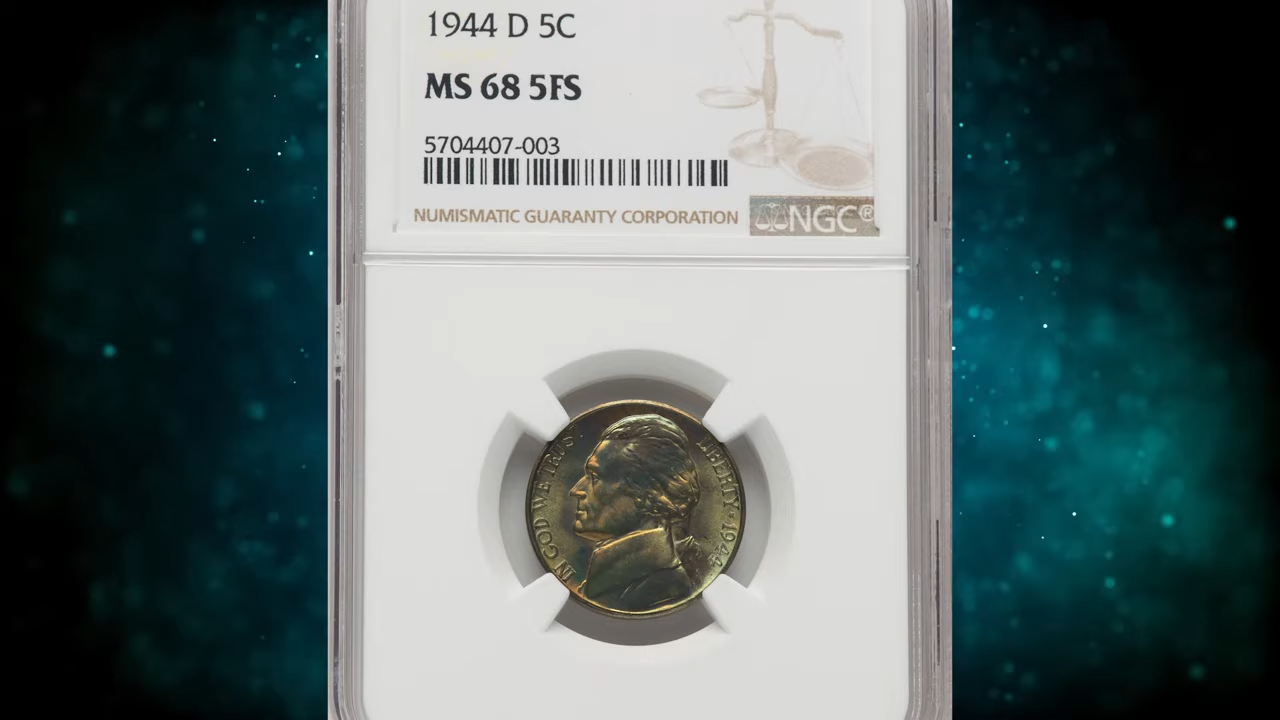 1944 D 5C
MS 68 5FS
5704407-003
NUMISMATIC GUARANTY CORPORATION
NGC®
IN GOD WE TRUST
LIBERTY * 1944